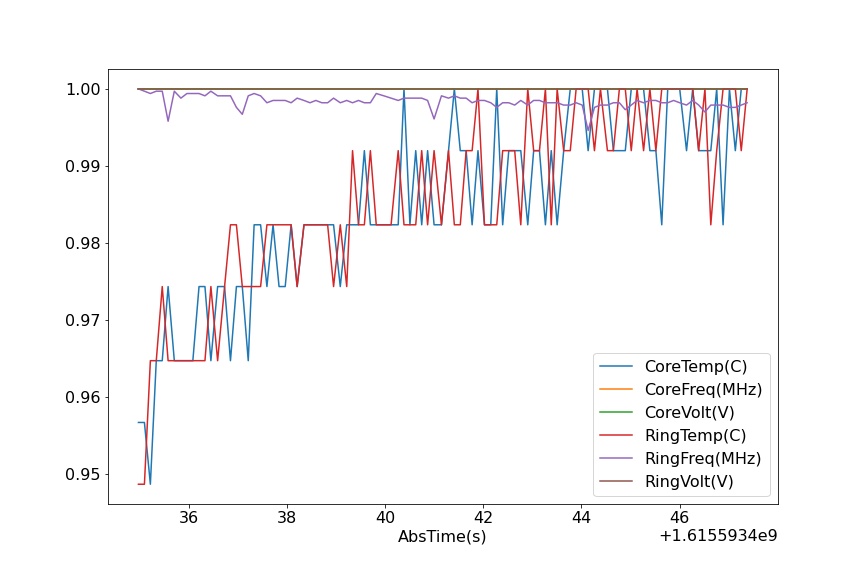 1.00
0.99
0.98
0.97
0.96
0.95
CoreTemp(C)
CoreFreq(MHz)
CoreVolt(V)
RingTemp(C)
RingFreq(MHz)
RingVolt(V)
36 38 40 42 44 46
AbsTime(s) +1.6155934e9